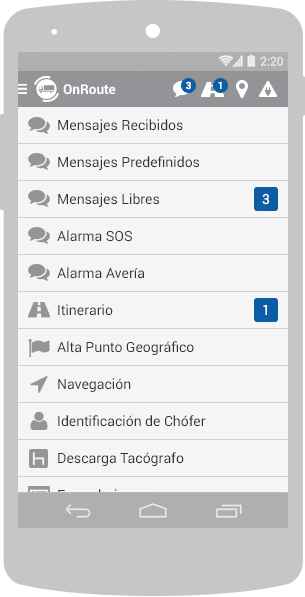 2:20
OnRoute
3
1
Mensajes Recibidos
Mensajes Predefinidos
Mensajes Libres 3
Alarma SOS
Alarma Avería
Itinerario 1
Alta Punto Geográfico
Navegación
Identificación de Chófer
Descarga Tacógrafo